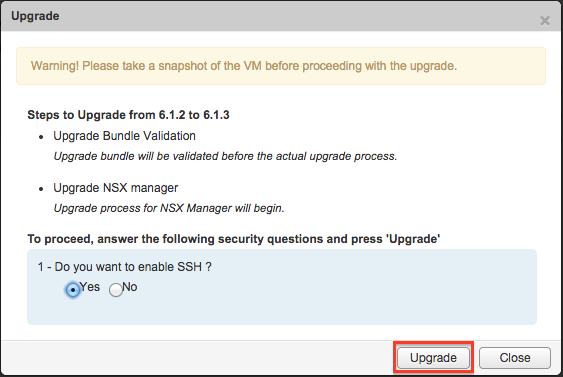 Upgrade
Warning! Please take a snapshot of the VM before proceeding with the upgrade.
Steps to Upgrade from 6.1.2 to 6.1.3
• Upgrade Bundle Validation
Upgrade bundle will be validated before the actual upgrade process.
• Upgrade NSX manager
Upgrade process for NSX Manager will begin.
To proceed, answer the following security questions and press 'Upgrade'
1 - Do you want to enable SSH ?
Yes No
Upgrade Close